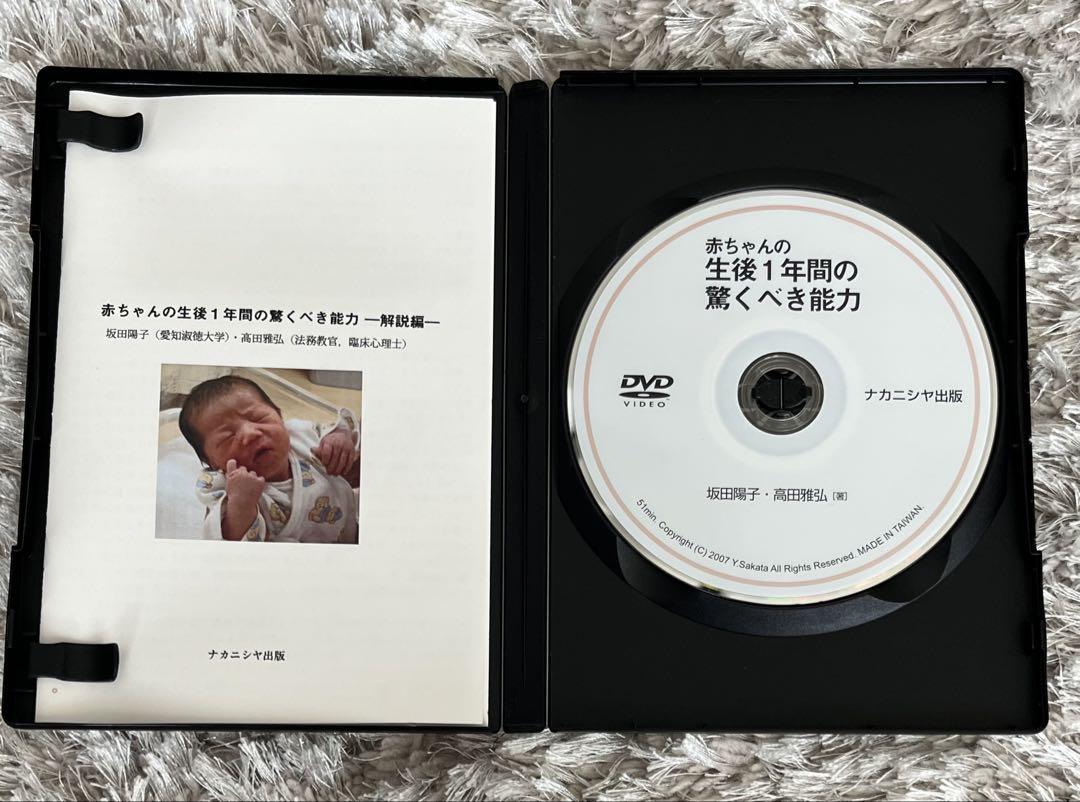 赤ちゃんの生後1年間の驚くべき能力 ―解説編―
坂田陽子（愛知淑徳大学）・高田雅弘（法務教官，臨床心理士）
ナカニシヤ出版
赤ちゃんの
生後1年間の
驚くべき能力
DVD
VIDEO
ナカニシヤ出版
坂田陽子・高田雅弘［著］
51min. Copyright (C) 2007 Y.Sakata All Rights Reserved. MADE IN TAIWAN.